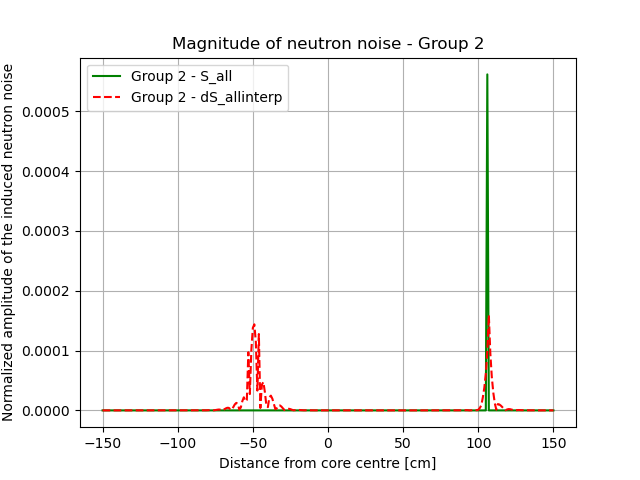 Magnitude of neutron noise - Group 2
Normalized amplitude of the induced neutron noise
Group 2 - S_all
Group 2 - dS_allinterp
0.0005
0.0004
0.0003
0.0002
0.0001
0.0000
−150 −100 −50 0 50 100 150
Distance from core centre [cm]